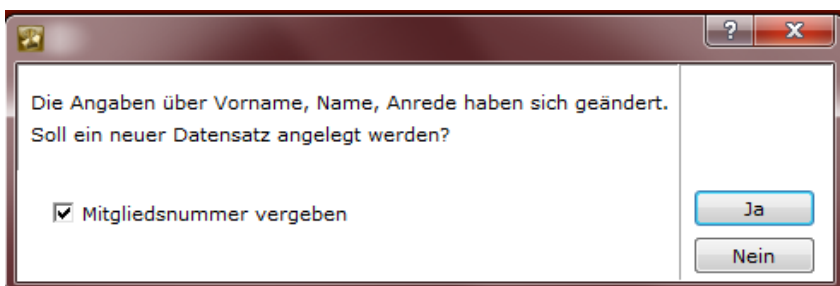 ?
X
Die Angaben über Vorname, Name, Anrede haben sich geändert.
Soll ein neuer Datensatz angelegt werden?
Mitgliedsnummer vergeben
Ja
Nein